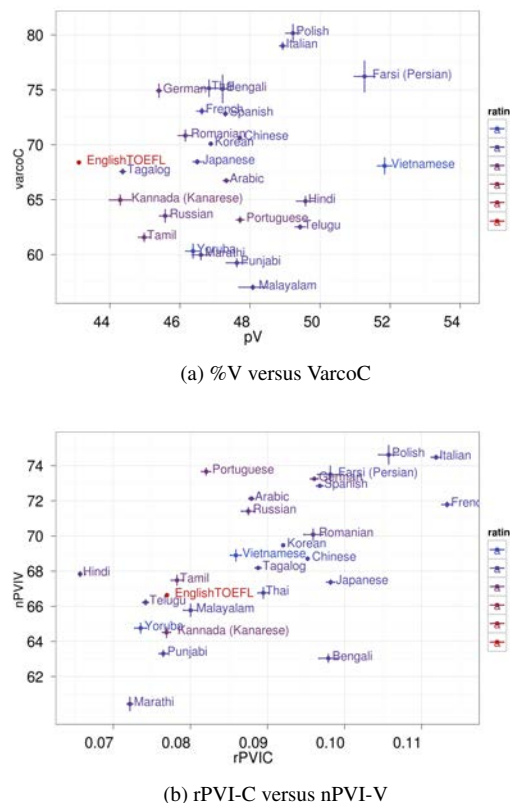 80
75
70
65
60
varoC
Polish
Italian
Farsi (Persian)
German
Bengali
French
Spanish
Romanian
Chinese
Korean
EnglishTOEFL
Japanese
Vietnamese
Tagalog
Arabic
Kannada (Kanarese)
Hindi
Russian
Portuguese
Telugu
Tamil
Yoruba
Marathi
Punjabi
Malayalam
44 46 48 50 52 54
pV
ratin
(a) %V versus VarcoC
74
72
70
68
66
64
62
nPVIV
Polish
Italian
Portuguese
Farsi (Persian)
German
Spanish
Arabic
French
Russian
Romanian
Korean
Vietnamese
Chinese
Hindi
Tagalog
Tamil
Japanese
EnglishTOEFL
Thai
Telugu
Malayalam
Yoruba
Kannada (Kanarese)
Punjabi
Bengali
Marathi
0.07 0.08 0.09 0.10 0.11
rPVIC
ratin
(b) rPVI-C versus nPVI-V